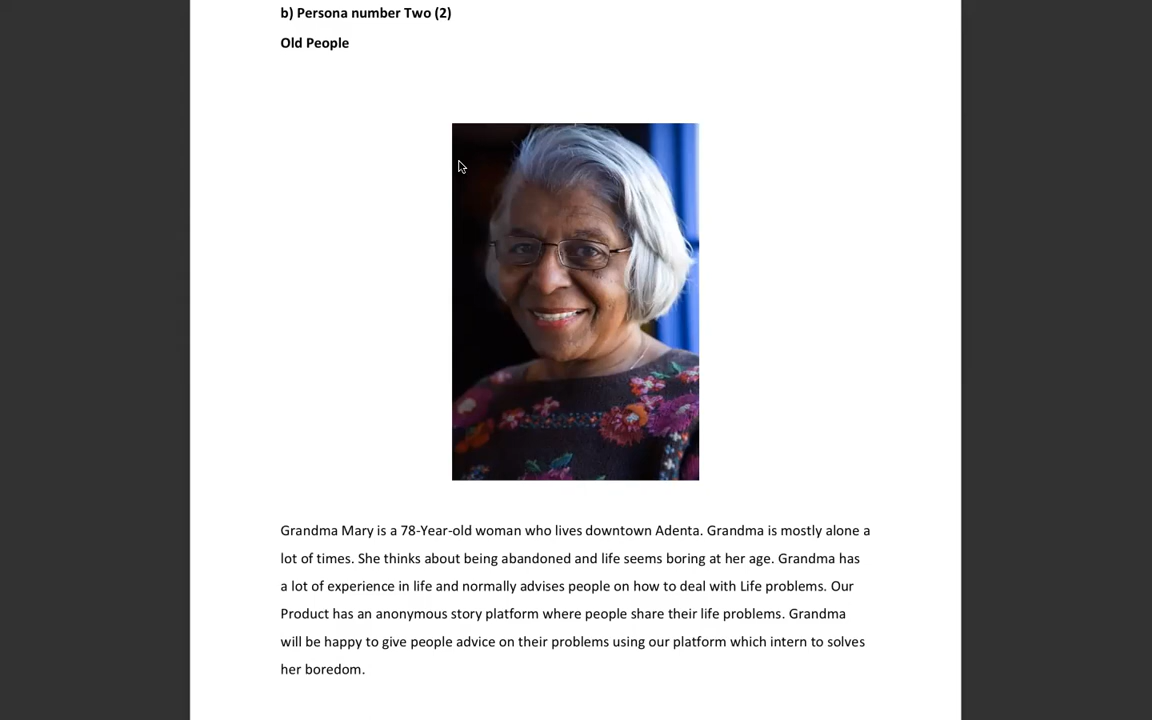 b) Persona number Two (2)
Old People
Grandma Mary is a 78-Year-old woman who lives downtown Adenta. Grandma is mostly alone a
lot of times. She thinks about being abandoned and life seems boring at her age. Grandma has
a lot of experience in life and normally advises people on how to deal with Life problems. Our
Product has an anonymous story platform where people share their life problems. Grandma
will be happy to give people advice on their problems using our platform which intern to solves
her boredom.